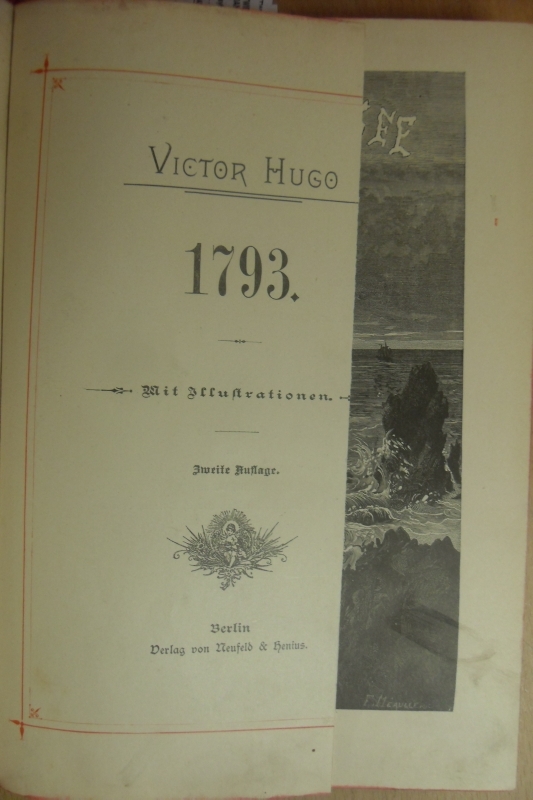 VICTOR HUGO
1793.
Mit Illustrationen.
Zweite Auflage.
Berlin
Verlag von Neufeld & Henius.